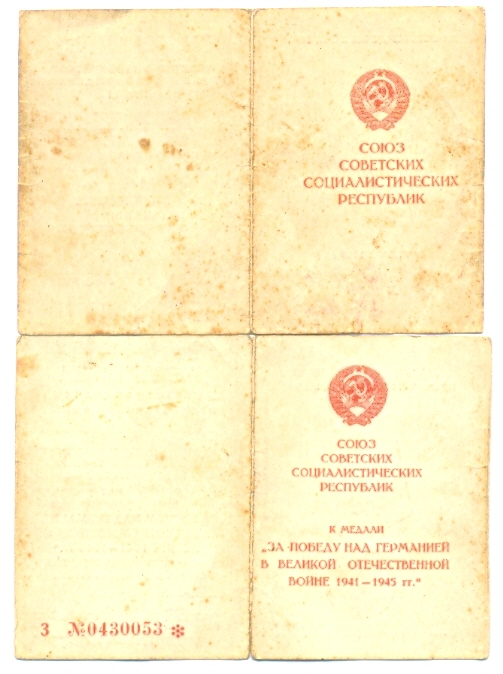 СОЮЗ
СОВЕТСКИХ
СОЦИАЛИСТИЧЕСКИХ
РЕСПУБЛИК
СОЮЗ
СОВЕТСКИХ
СОЦИАЛИСТИЧЕСКИХ
РЕСПУБЛИК
К МЕДАЛИ
„ЗА ПОБЕДУ НАД ГЕРМАНИЕЙ
В ВЕЛИКОЙ ОТЕЧЕСТВЕННОЙ
ВОЙНЕ 1941—1945 гг.“
З №0430053 ✻